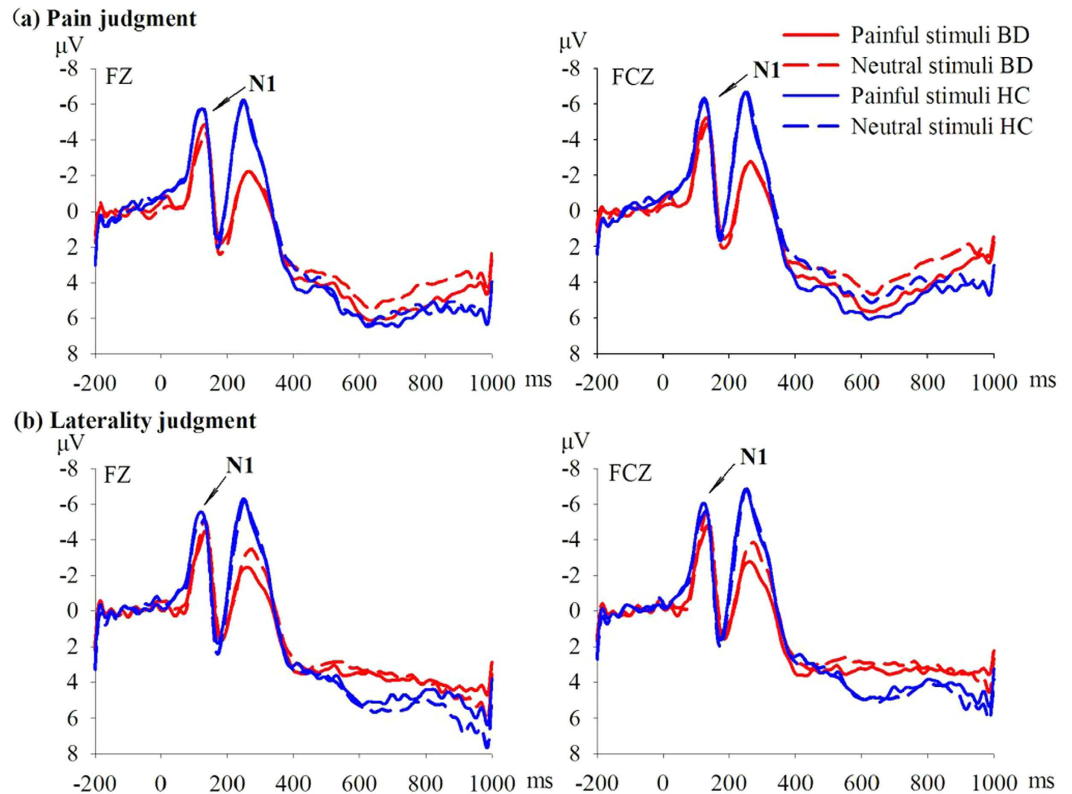 (a) Pain judgment
μV
-8
-6
-4
-2
0
2
4
6
8
FZ
N1
-200 0 200 400 600 800 1000 ms
μV
-8
-6
-4
-2
0
2
4
6
8
FCZ
N1
-200 0 200 400 600 800 1000 ms
Painful stimuli BD
Neutral stimuli BD
Painful stimuli HC
Neutral stimuli HC
(b) Laterality judgment
μV
-8
-6
-4
-2
0
2
4
6
8
FZ
N1
-200 0 200 400 600 800 1000 ms
μV
-8
-6
-4
-2
0
2
4
6
8
FCZ
N1
-200 0 200 400 600 800 1000 ms